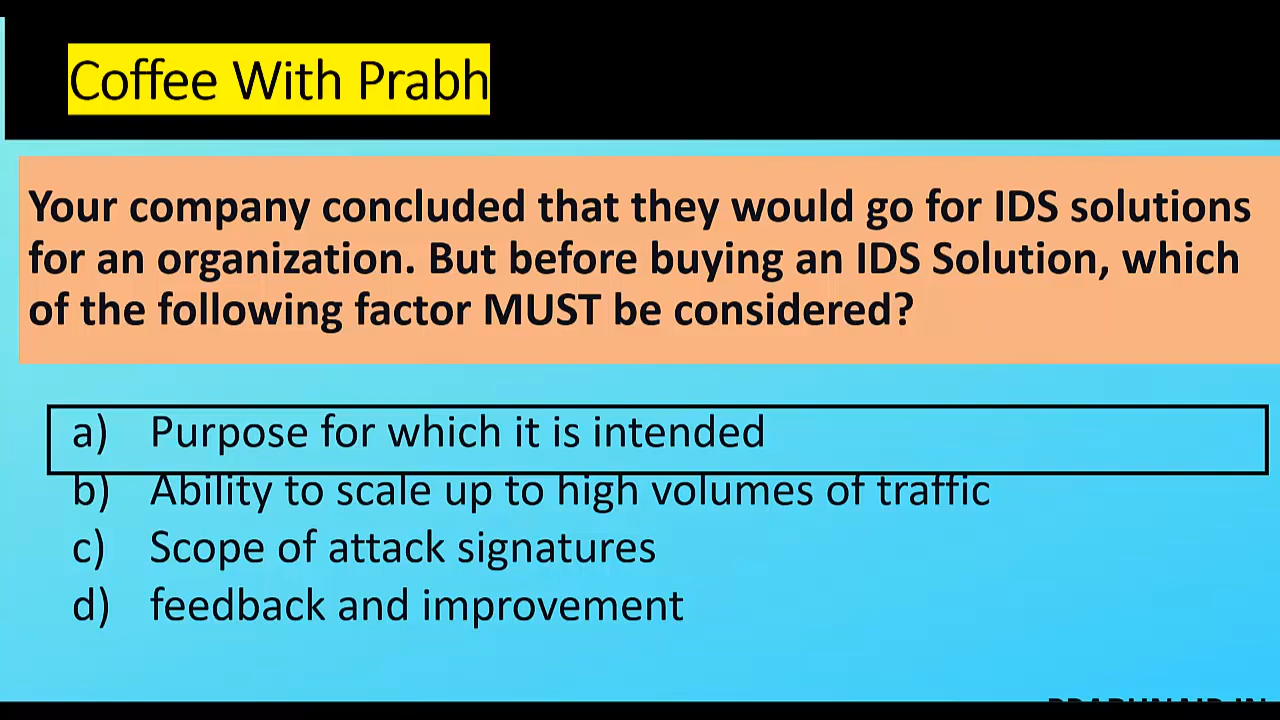 Coffee With Prabh
Your company concluded that they would go for IDS solutions
for an organization. But before buying an IDS Solution, which
of the following factor MUST be considered?
a) Purpose for which it is intended
b) Ability to scale up to high volumes of traffic
c) Scope of attack signatures
d) feedback and improvement